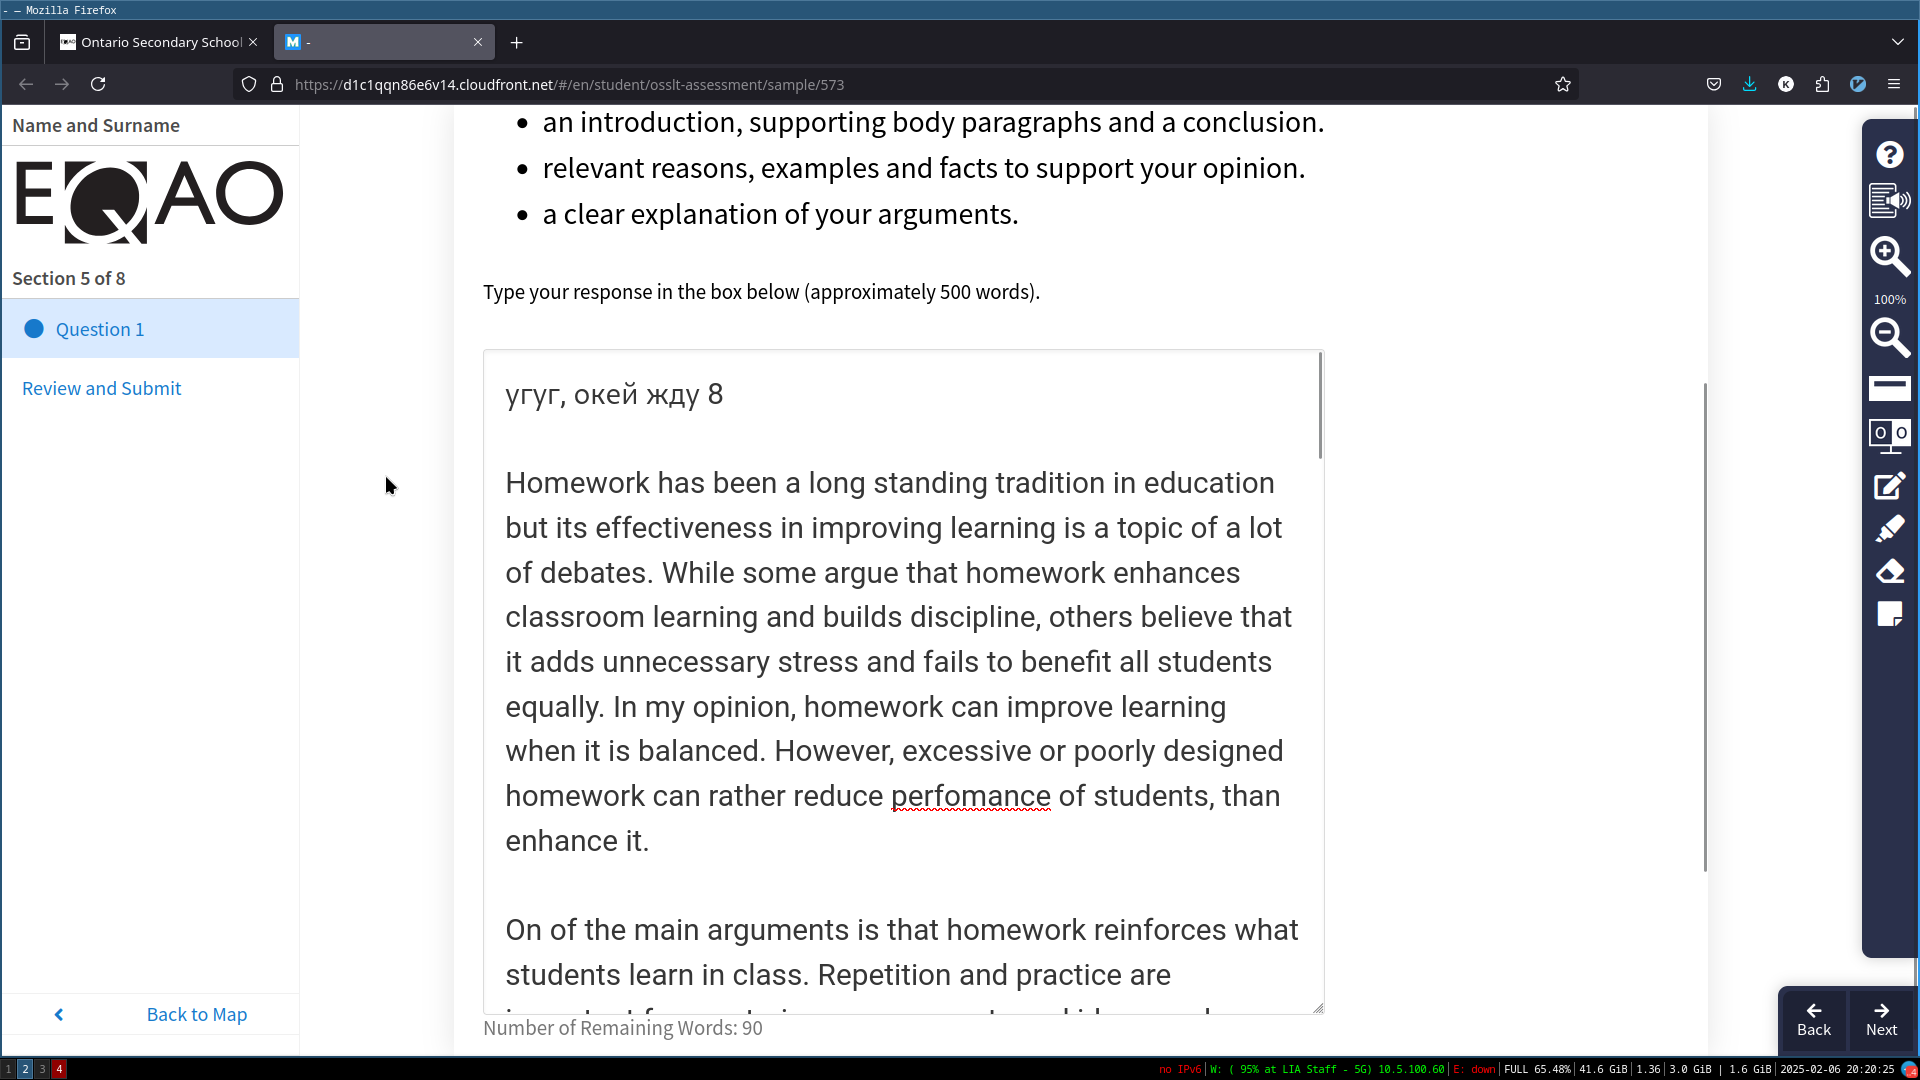 - — Mozilla Firefox
Ontario Secondary School
M -
https://d1c1qqn86e6v14.cloudfront.net/#/en/student/osslt-assessment/sample/573
Name and Surname
EQAO
Section 5 of 8
Question 1
Review and Submit
Back to Map
an introduction, supporting body paragraphs and a conclusion.
relevant reasons, examples and facts to support your opinion.
a clear explanation of your arguments.
Type your response in the box below (approximately 500 words).
угуг, окей жду 8
Homework has been a long standing tradition in education
but its effectiveness in improving learning is a topic of a lot
of debates. While some argue that homework enhances
classroom learning and builds discipline, others believe that
it adds unnecessary stress and fails to benefit all students
equally. In my opinion, homework can improve learning
when it is balanced. However, excessive or poorly designed
homework can rather reduce perfomance of students, than
enhance it.
On of the main arguments is that homework reinforces what
students learn in class. Repetition and practice are
Number of Remaining Words: 90
100%
Back
Next
1 2 3 4
no IPv6 | W: ( 95% at LIA Staff - 5G) 10.5.100.60 | E: down | FULL 65.48% | 41.6 GiB | 1.36 | 3.0 GiB | 1.6 GiB | 2025-02-06 20:20:25